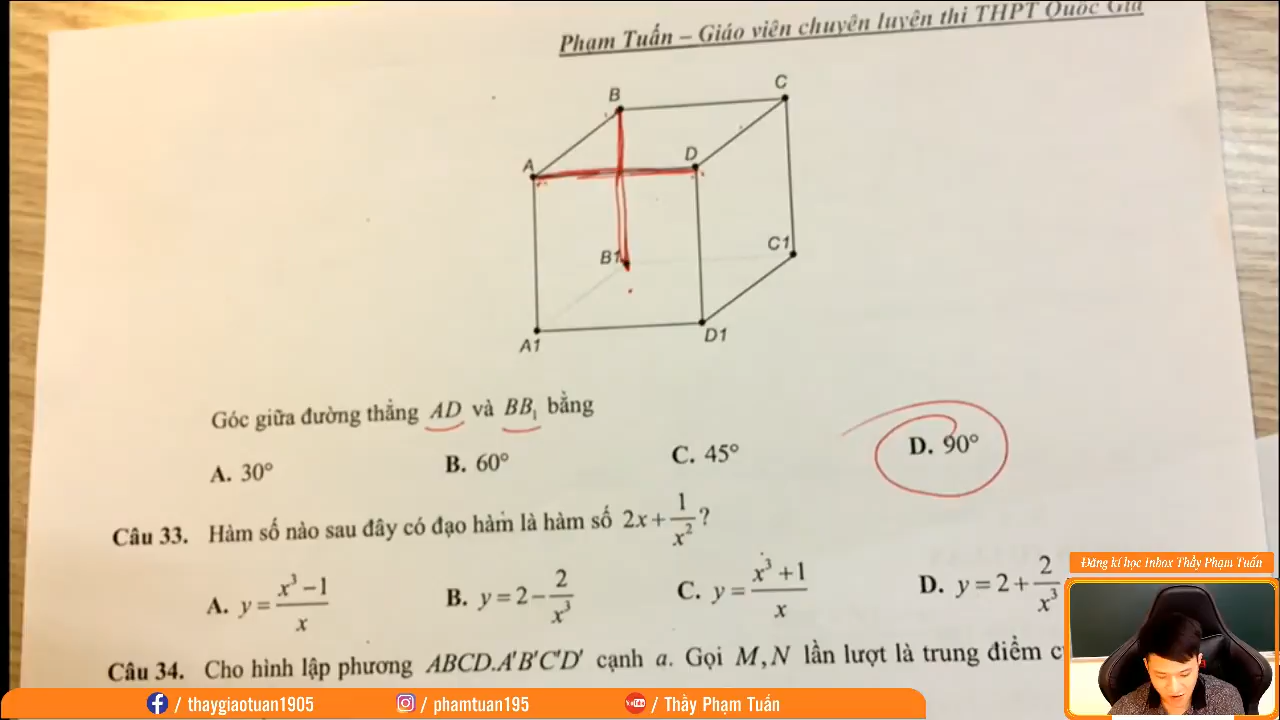 Phạm Tuấn – Giáo viên chuyên luyện thi THPT Quốc Gia
B
C
A
D
B1
C1
A1
D1
Góc giữa đường thẳng AD và BB₁ bằng
A. 30°
B. 60°
C. 45°
D. 90°
Câu 33. Hàm số nào sau đây có đạo hàm là hàm số 2x + 1/x² ?
A. y = (x³ − 1)/x
B. y = 2 − 2/x³
C. y = (x³ + 1)/x
D. y = 2 + 2/x³
Câu 34. Cho hình lập phương ABCD.A'B'C'D' cạnh a. Gọi M, N lần lượt là trung điểm
Đăng kí học Inbox Thầy Phạm Tuấn
/ thaygiaotuan1905
/ phamtuan195
YouTube / Thầy Phạm Tuấn